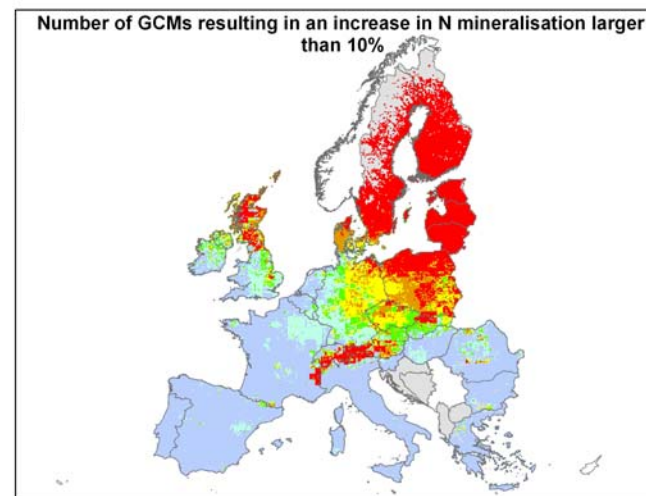 Number of GCMs resulting in an increase in N mineralisation larger
than 10%